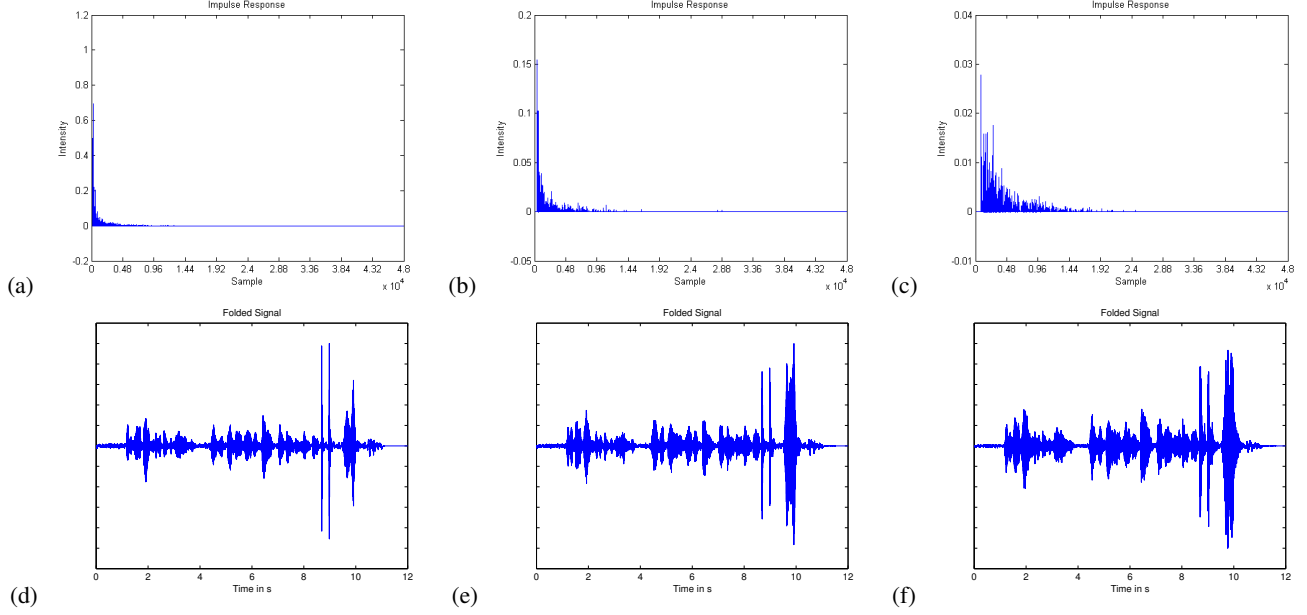 Impulse Response
1.2
1
0.8
0.6
0.4
0.2
0
-0.2
Intensity
0 0.48 0.96 1.44 1.92 2.4 2.88 3.36 3.84 4.32 4.8
Sample
x 10^4
(a)
Impulse Response
0.2
0.15
0.1
0.05
0
-0.05
Intensity
0 0.48 0.96 1.44 1.92 2.4 2.88 3.36 3.84 4.32 4.8
Sample
x 10^4
(b)
Impulse Response
0.04
0.03
0.02
0.01
0
-0.01
Intensity
0 0.48 0.96 1.44 1.92 2.4 2.88 3.36 3.84 4.32 4.8
Sample
x 10^4
(c)
Folded Signal
0 2 4 6 8 10 12
Time in s
(d)
Folded Signal
0 2 4 6 8 10 12
Time in s
(e)
Folded Signal
0 2 4 6 8 10 12
Time in s
(f)